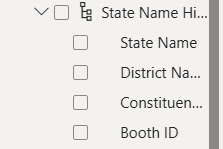 State Name Hi...
State Name
District Na...
Constituen...
Booth ID